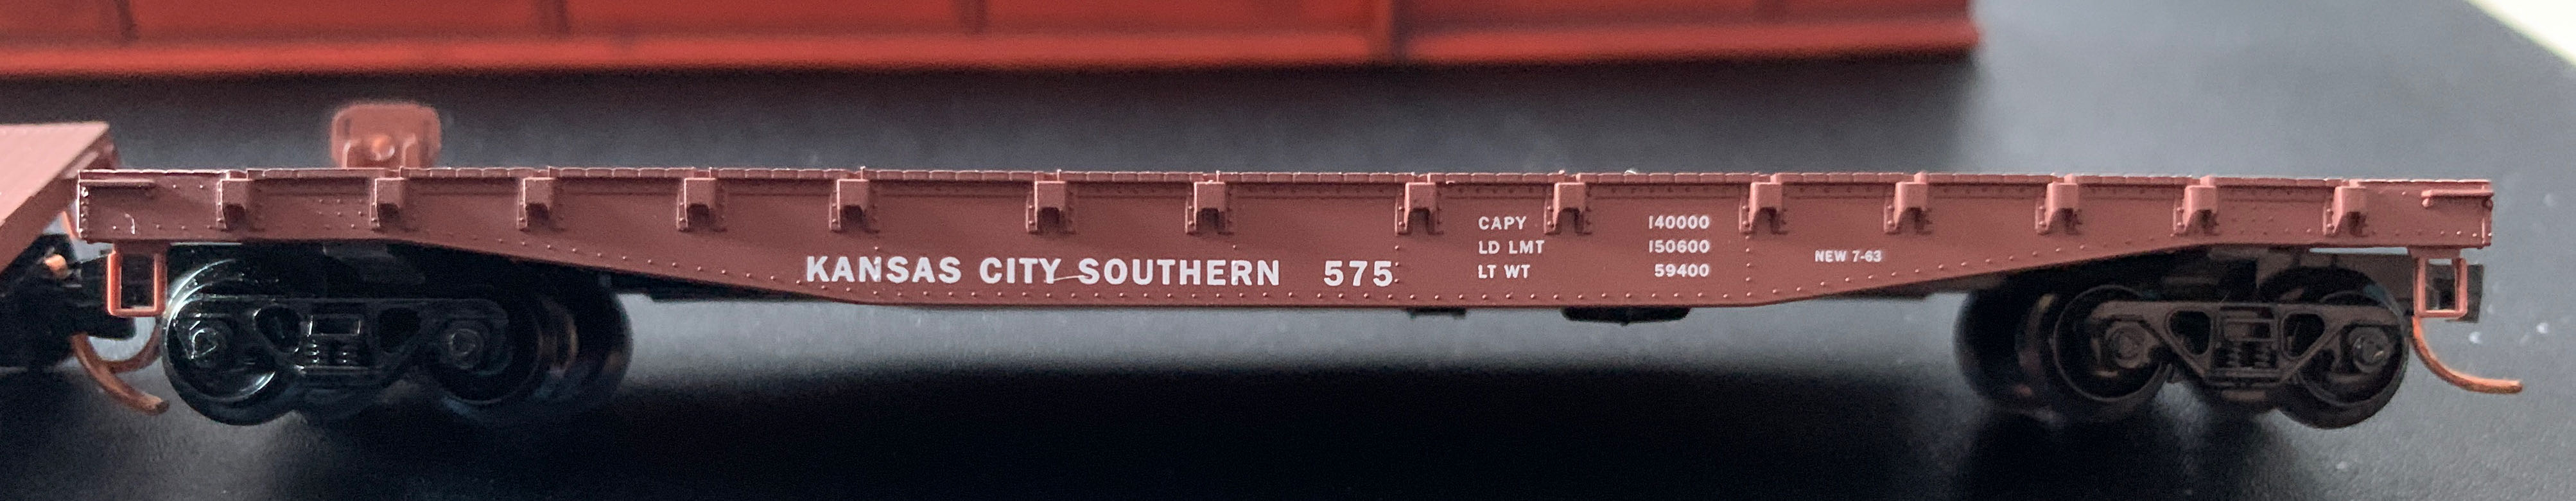 KANSAS CITY SOUTHERN 575
CAPY 140000
LD LMT 150600
LT WT 59400
NEW 7-63